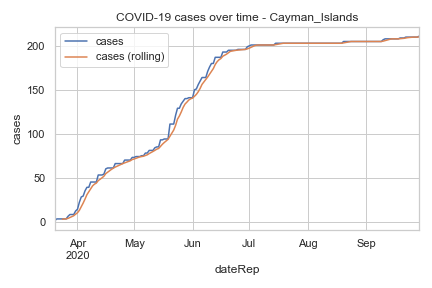 COVID-19 cases over time - Cayman_Islands
cases
cases (rolling)
200
150
100
50
0
cases
Apr
2020
May
Jun
Jul
Aug
Sep
dateRep